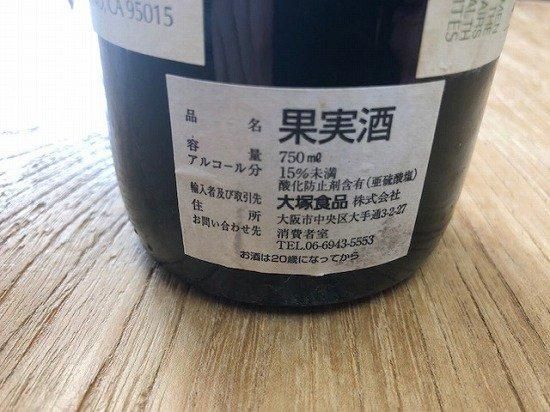 , CA 95015
品名 果実酒
容量 750mℓ
アルコール分 15%未満
酸化防止剤含有(亜硫酸塩)
輸入者及び取引先 大塚食品 株式会社
住所 大阪市中央区大手通3-2-27
お問い合わせ先 消費者室
TEL.06-6943-5553
お酒は20歳になってから